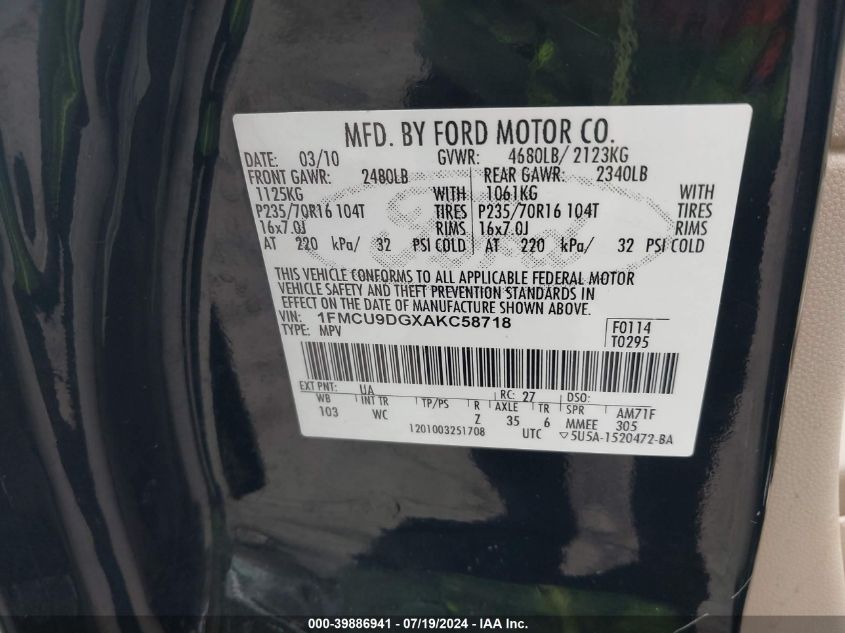 MFD. BY FORD MOTOR CO.
DATE: 03/10 GVWR: 4680LB/ 2123KG
FRONT GAWR: 2480LB REAR GAWR: 2340LB
1125KG WITH 1061KG WITH
P235/70R16 104T TIRES P235/70R16 104T TIRES
16x7.0J RIMS 16x7.0J RIMS
AT 220 kPa/ 32 PSI COLD AT 220 kPa/ 32 PSI COLD
THIS VEHICLE CONFORMS TO ALL APPLICABLE FEDERAL MOTOR
VEHICLE SAFETY AND THEFT PREVENTION STANDARDS IN
EFFECT ON THE DATE OF MANUFACTURE SHOWN ABOVE.
VIN: 1FMCU9DGXAKC58718 F0114
TYPE: MPV T0295
EXT PNT: UA RC: 27 DSO:
WB INT TR TP/PS R AXLE TR SPR AM71F
103 WC Z 35 6 MMEE 305
1201003251708 UTC ▽5U5A-1520472-BA
Ford
000-39886941 / 07/19/2024 - IAA Inc.